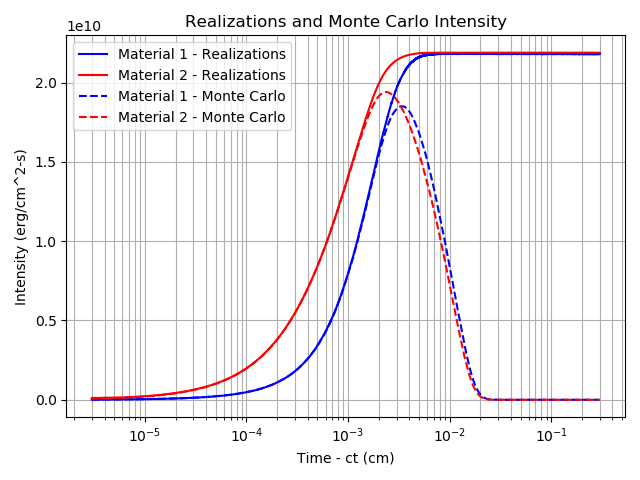 Realizations and Monte Carlo Intensity
1e10
Material 1 - Realizations
Material 2 - Realizations
Material 1 - Monte Carlo
Material 2 - Monte Carlo
Intensity (erg/cm^2-s)
2.0
1.5
1.0
0.5
0.0
10⁻⁵ 10⁻⁴ 10⁻³ 10⁻² 10⁻¹
Time - ct (cm)